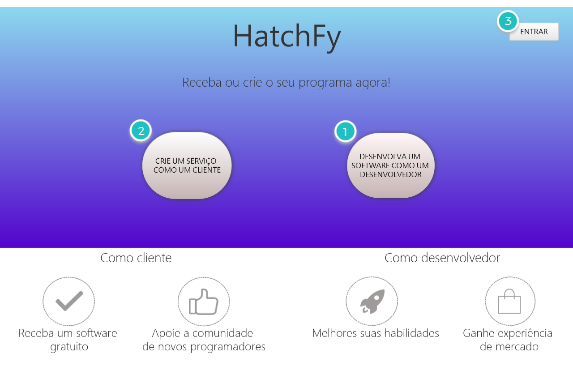 HatchFy
3
ENTRAR
Receba ou crie o seu programa agora!
2
CRIE UM SERVIÇO
COMO UM CLIENTE
1
DESENVOLVA UM
SOFTWARE COMO UM
DESENVOLVEDOR
Como cliente
Como desenvolvedor
Receba um software
gratuito
Apoie a comunidade
de novos programadores
Melhores suas habilidades
Ganhe experiência
de mercado